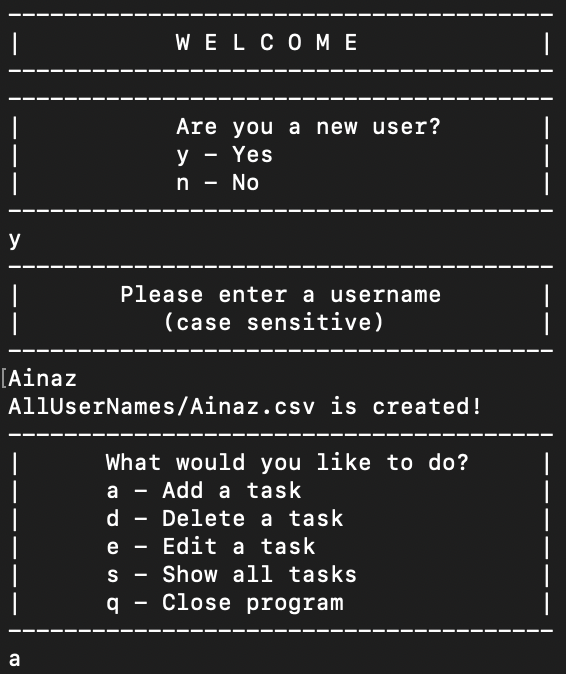 ---------------------------------------
|           W E L C O M E             |
---------------------------------------
---------------------------------------
|           Are you a new user?       |
|           y - Yes                   |
|           n - No                    |
---------------------------------------
y
---------------------------------------
|       Please enter a username       |
|          (case sensitive)           |
---------------------------------------
[Ainaz
AllUserNames/Ainaz.csv is created!
---------------------------------------
|      What would you like to do?     |
|      a - Add a task                 |
|      d - Delete a task              |
|      e - Edit a task                |
|      s - Show all tasks             |
|      q - Close program              |
---------------------------------------
a